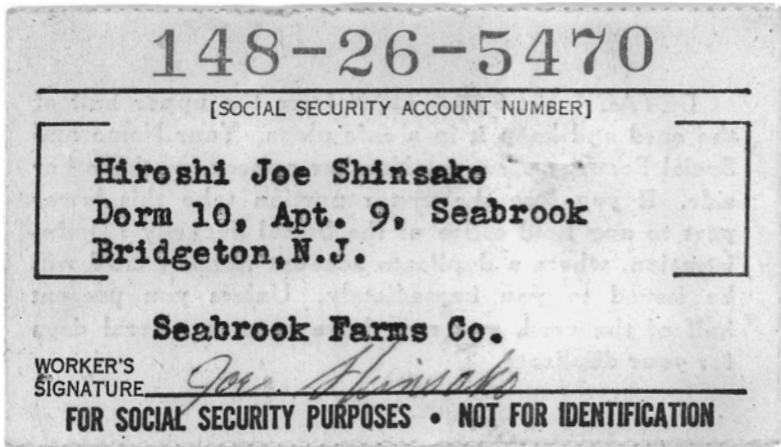 148-26-5470
[SOCIAL SECURITY ACCOUNT NUMBER]
Hiroshi Joe Shinsako
Dorm 10, Apt. 9, Seabrook
Bridgeton,N.J.
Seabrook Farms Co.
WORKER'S
SIGNATURE Joe Shinsako
FOR SOCIAL SECURITY PURPOSES • NOT FOR IDENTIFICATION